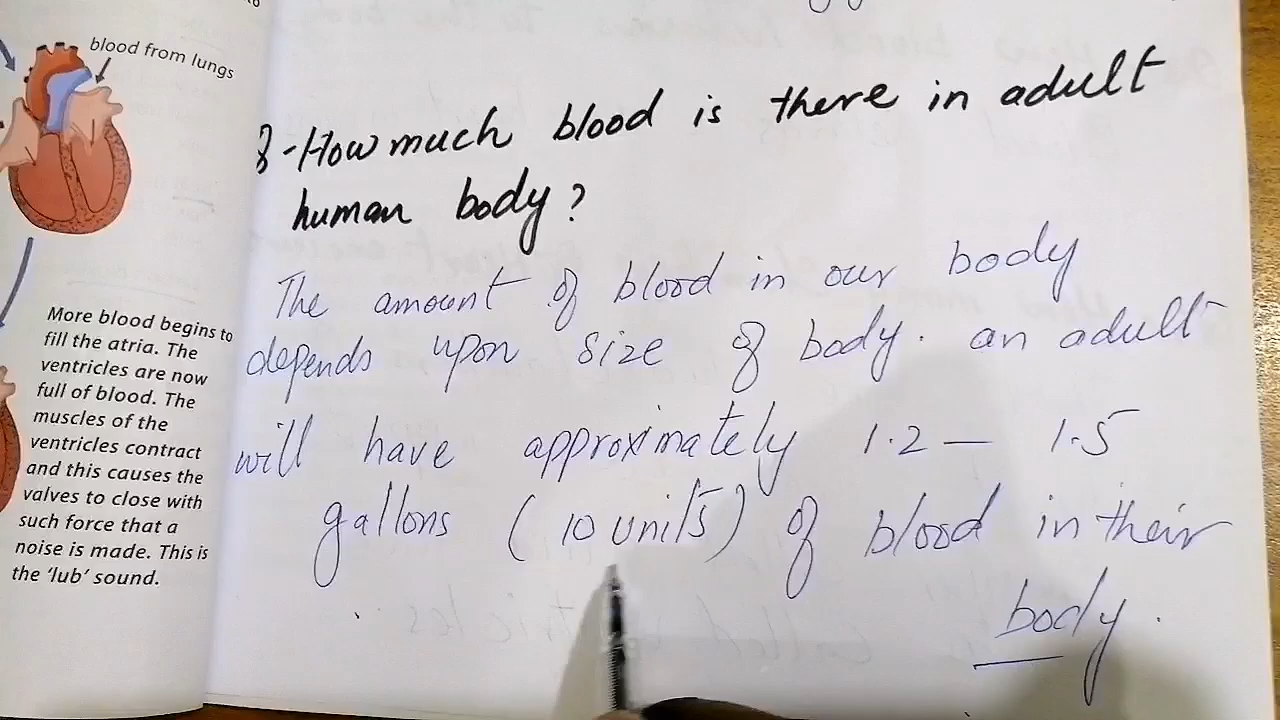 blood from lungs
More blood begins to
fill the atria. The
ventricles are now
full of blood. The
muscles of the
ventricles contract
and this causes the
valves to close with
such force that a
noise is made. This is
the 'lub' sound.
8-How much blood is there in adult
human body?
The amount of blood in our body
depends upon size of body. an adult
will have approximately 1.2 — 1.5
gallons (10 units) of blood in their
body.